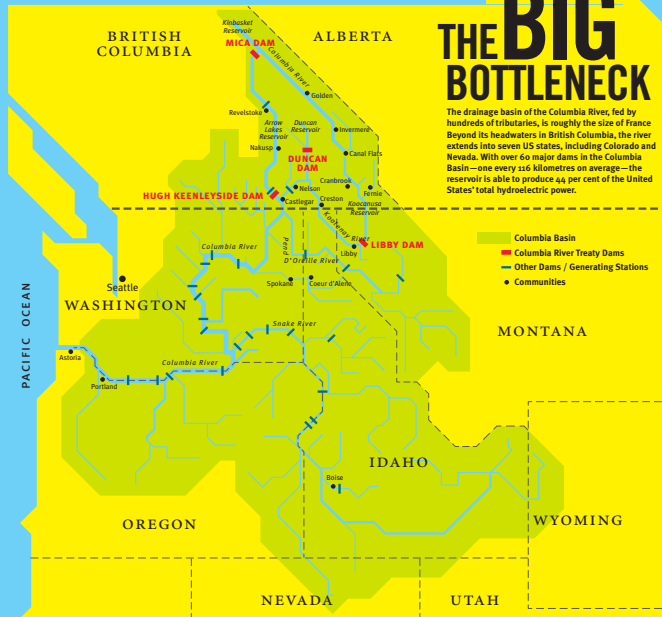 THE BIG
BOTTLENECK
The drainage basin of the Columbia River, fed by
hundreds of tributaries, is roughly the size of France
Beyond its headwaters in British Columbia, the river
extends into seven US states, including Colorado and
Nevada. With over 60 major dams in the Columbia
Basin—one every 116 kilometres on average—the
reservoir is able to produce 44 per cent of the United
States' total hydroelectric power.
Columbia Basin
Columbia River Treaty Dams
Other Dams / Generating Stations
Communities
BRITISH
COLUMBIA
ALBERTA
Kinbasket
Reservoir
MICA DAM
Columbia River
Golden
Revelstoke
Arrow
Lakes
Reservoir
Duncan
Reservoir
Invermere
Nakusp
Canal Flats
DUNCAN
DAM
Cranbrook
Nelson
Fernie
HUGH KEENLEYSIDE DAM
Castlegar
Creston
Koocanusa
Reservoir
Kootenay River
LIBBY DAM
Libby
Columbia River
Pend
D'Oreille River
Spokane
Coeur d'Alene
Seattle
WASHINGTON
PACIFIC OCEAN
MONTANA
Snake River
Astoria
Columbia River
Portland
IDAHO
Boise
OREGON
WYOMING
NEVADA
UTAH